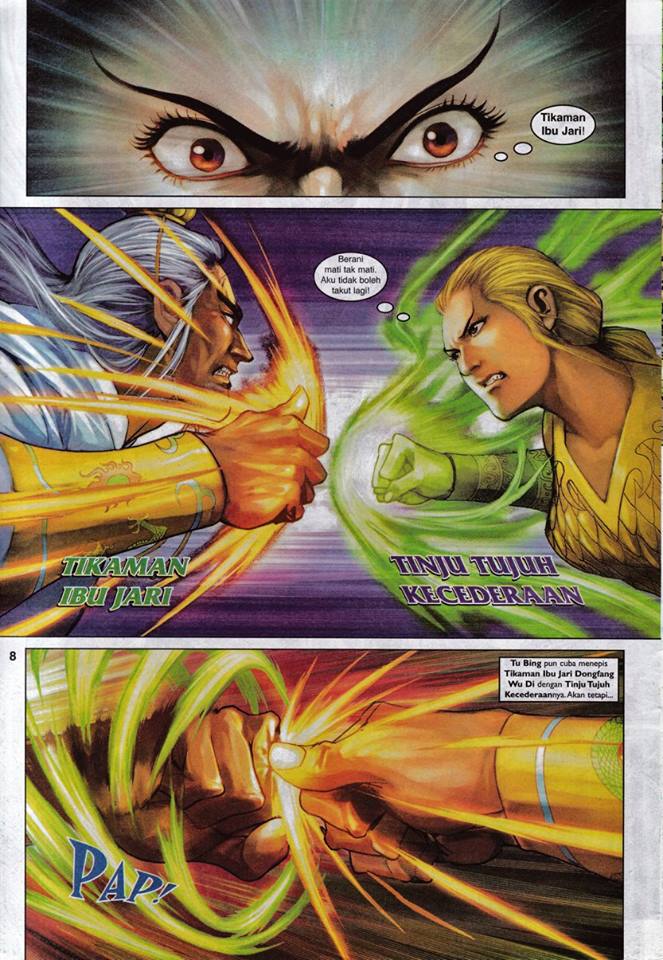 Tikaman
Ibu Jari!
Berani
mati tak mati.
Aku tidak boleh
takut lagi!
TIKAMAN
IBU JARI
TINJU TUJUH
KECEDERAAN
8
Tu Bing pun cuba menepis
Tikaman Ibu Jari Dongfang
Wu Di dengan Tinju Tujuh
Kecederaannya. Akan tetapi...
PAP!